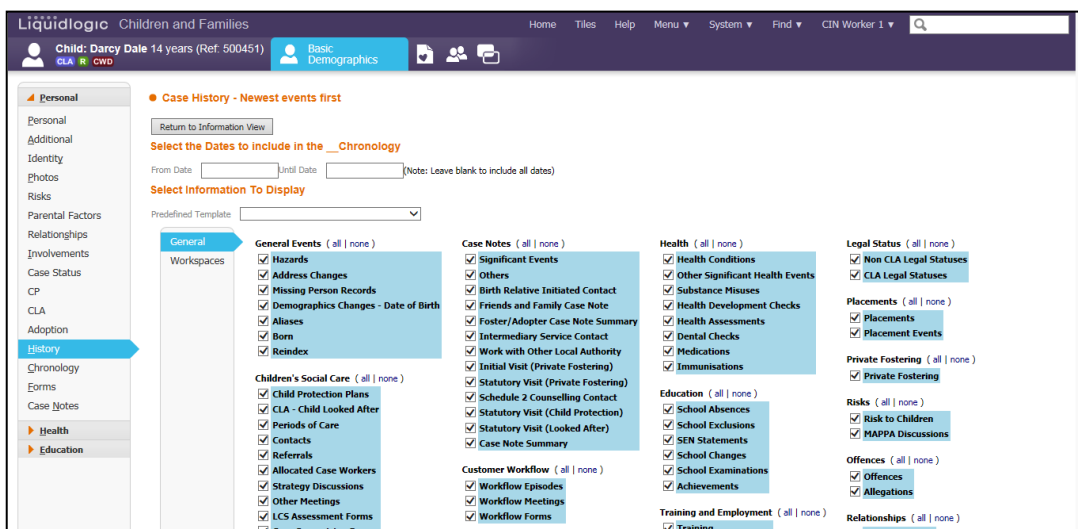 Liquidlogic Children and Families
Home Tiles Help Menu ▼ System ▼ Find ▼ CIN Worker 1 ▼
Child: Darcy Dale 14 years (Ref: 500451)
CLA R CWD
Basic
Demographics
Personal
Personal
Additional
Identity
Photos
Risks
Parental Factors
Relationships
Involvements
Case Status
CP
CLA
Adoption
History
Chronology
Forms
Case Notes
Health
Education
Case History - Newest events first
Return to Information View
Select the Dates to include in the __Chronology
From Date Until Date (Note: Leave blank to include all dates)
Select Information To Display
Predefined Template
General
Workspaces
General Events ( all | none )
Hazards
Address Changes
Missing Person Records
Demographics Changes - Date of Birth
Aliases
Born
Reindex
Children's Social Care ( all | none )
Child Protection Plans
CLA - Child Looked After
Periods of Care
Contacts
Referrals
Allocated Case Workers
Strategy Discussions
Other Meetings
LCS Assessment Forms
Case Notes ( all | none )
Significant Events
Others
Birth Relative Initiated Contact
Friends and Family Case Note
Foster/Adopter Case Note Summary
Intermediary Service Contact
Work with Other Local Authority
Initial Visit (Private Fostering)
Statutory Visit (Private Fostering)
Schedule 2 Counselling Contact
Statutory Visit (Child Protection)
Statutory Visit (Looked After)
Case Note Summary
Customer Workflow ( all | none )
Workflow Episodes
Workflow Meetings
Workflow Forms
Health ( all | none )
Health Conditions
Other Significant Health Events
Substance Misuses
Health Development Checks
Health Assessments
Dental Checks
Medications
Immunisations
Education ( all | none )
School Absences
School Exclusions
SEN Statements
School Changes
School Examinations
Achievements
Training and Employment ( all | none )
Training
Legal Status ( all | none )
Non CLA Legal Statuses
CLA Legal Statuses
Placements ( all | none )
Placements
Placement Events
Private Fostering ( all | none )
Private Fostering
Risks ( all | none )
Risk to Children
MAPPA Discussions
Offences ( all | none )
Offences
Allegations
Relationships ( all | none )